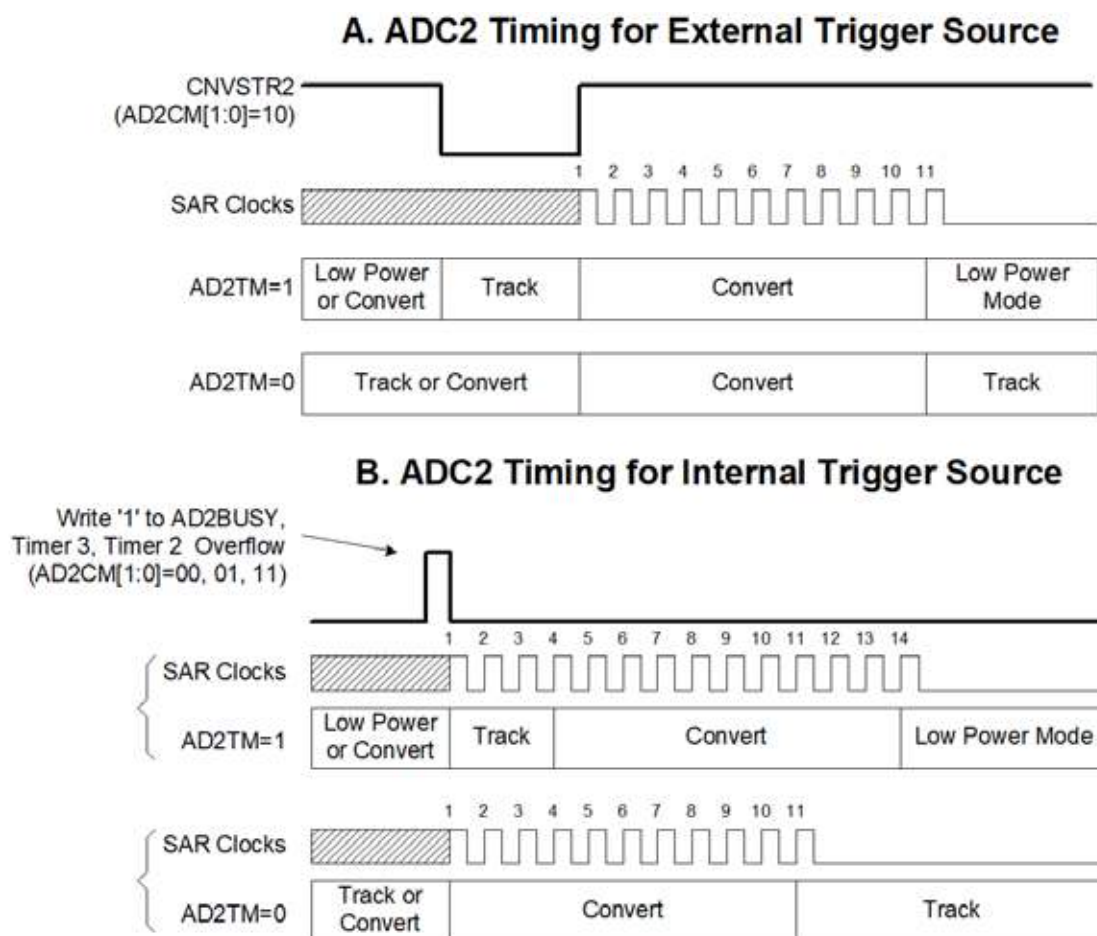 A. ADC2 Timing for External Trigger Source
CNVSTR2
(AD2CM[1:0]=10)
1 2 3 4 5 6 7 8 9 10 11
SAR Clocks
AD2TM=1
Low Power
or Convert
Track
Convert
Low Power
Mode
AD2TM=0
Track or Convert
Convert
Track
B. ADC2 Timing for Internal Trigger Source
Write '1' to AD2BUSY,
Timer 3, Timer 2 Overflow
(AD2CM[1:0]=00, 01, 11)
1 2 3 4 5 6 7 8 9 10 11 12 13 14
SAR Clocks
AD2TM=1
Low Power
or Convert
Track
Convert
Low Power Mode
1 2 3 4 5 6 7 8 9 10 11
SAR Clocks
AD2TM=0
Track or
Convert
Convert
Track